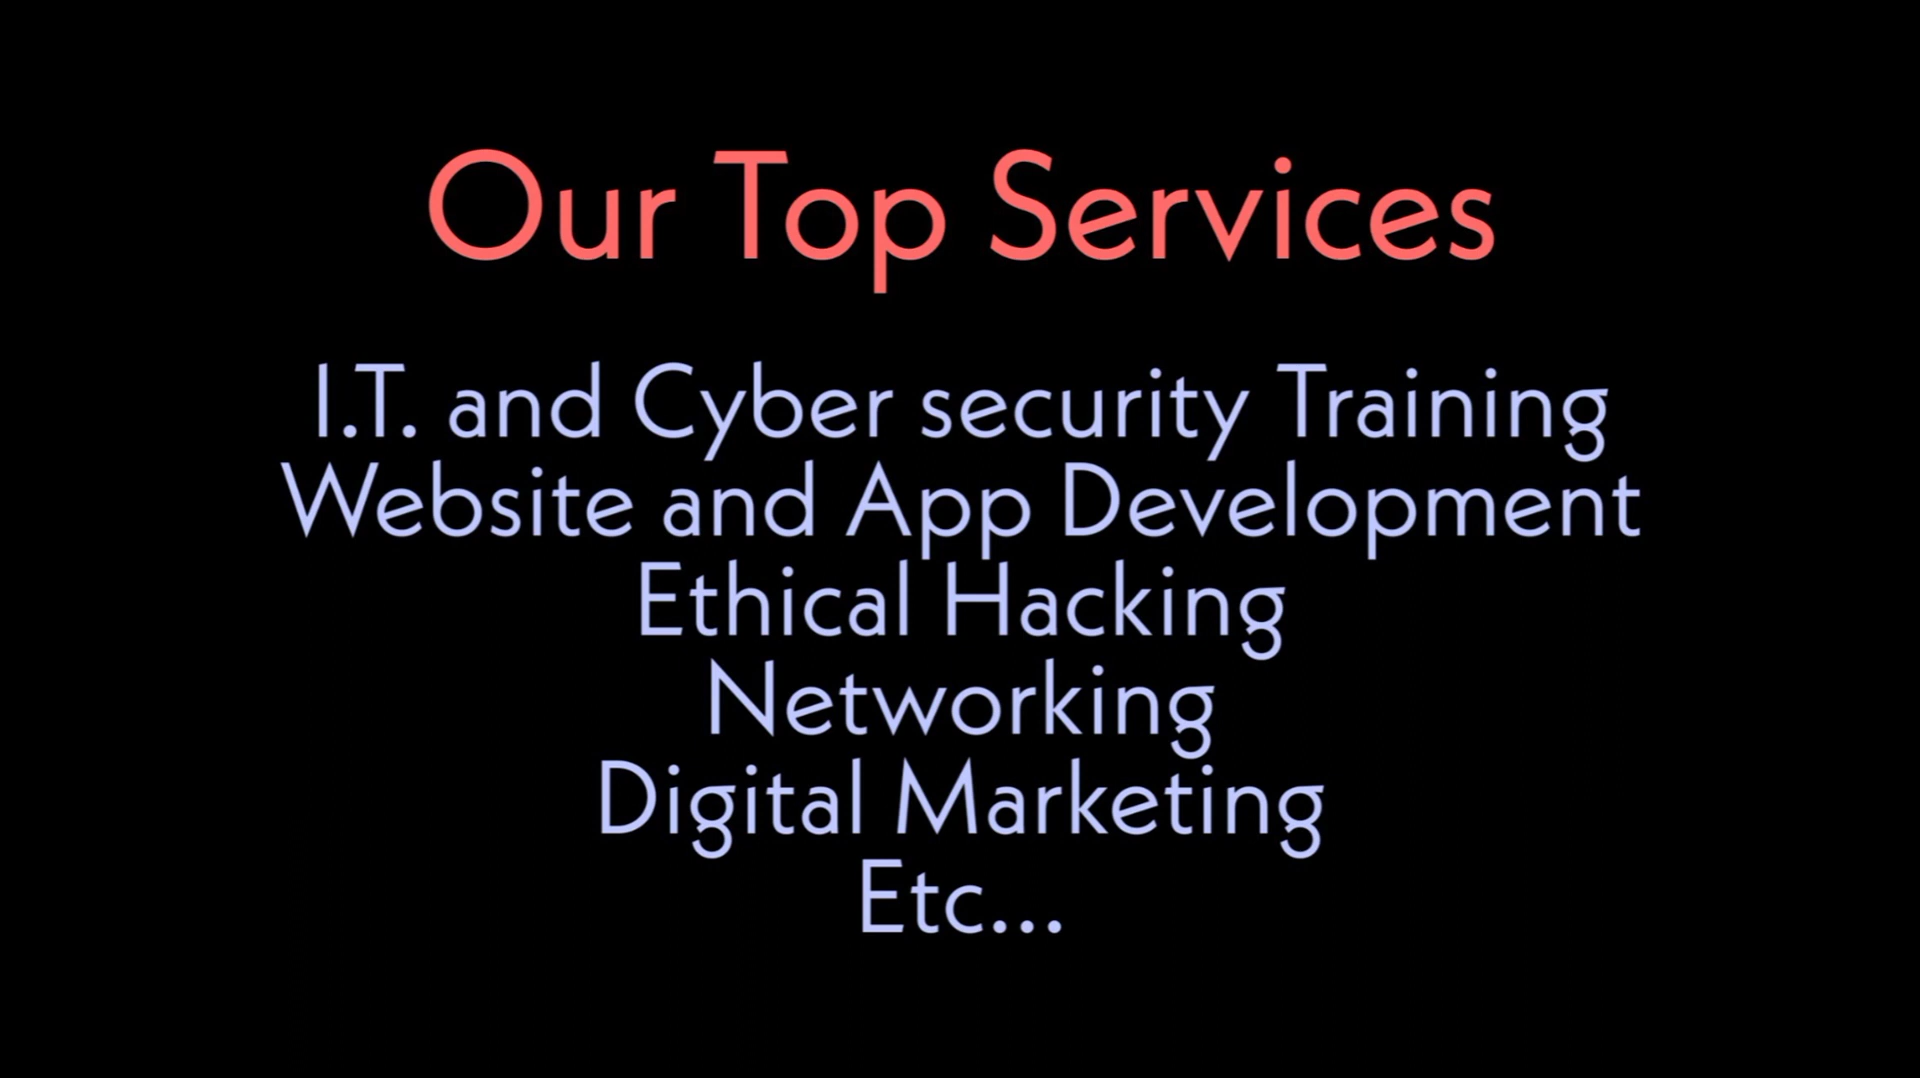 Our Top Services
I.T. and Cyber security Training
Website and App Development
Ethical Hacking
Networking
Digital Marketing
Etc...